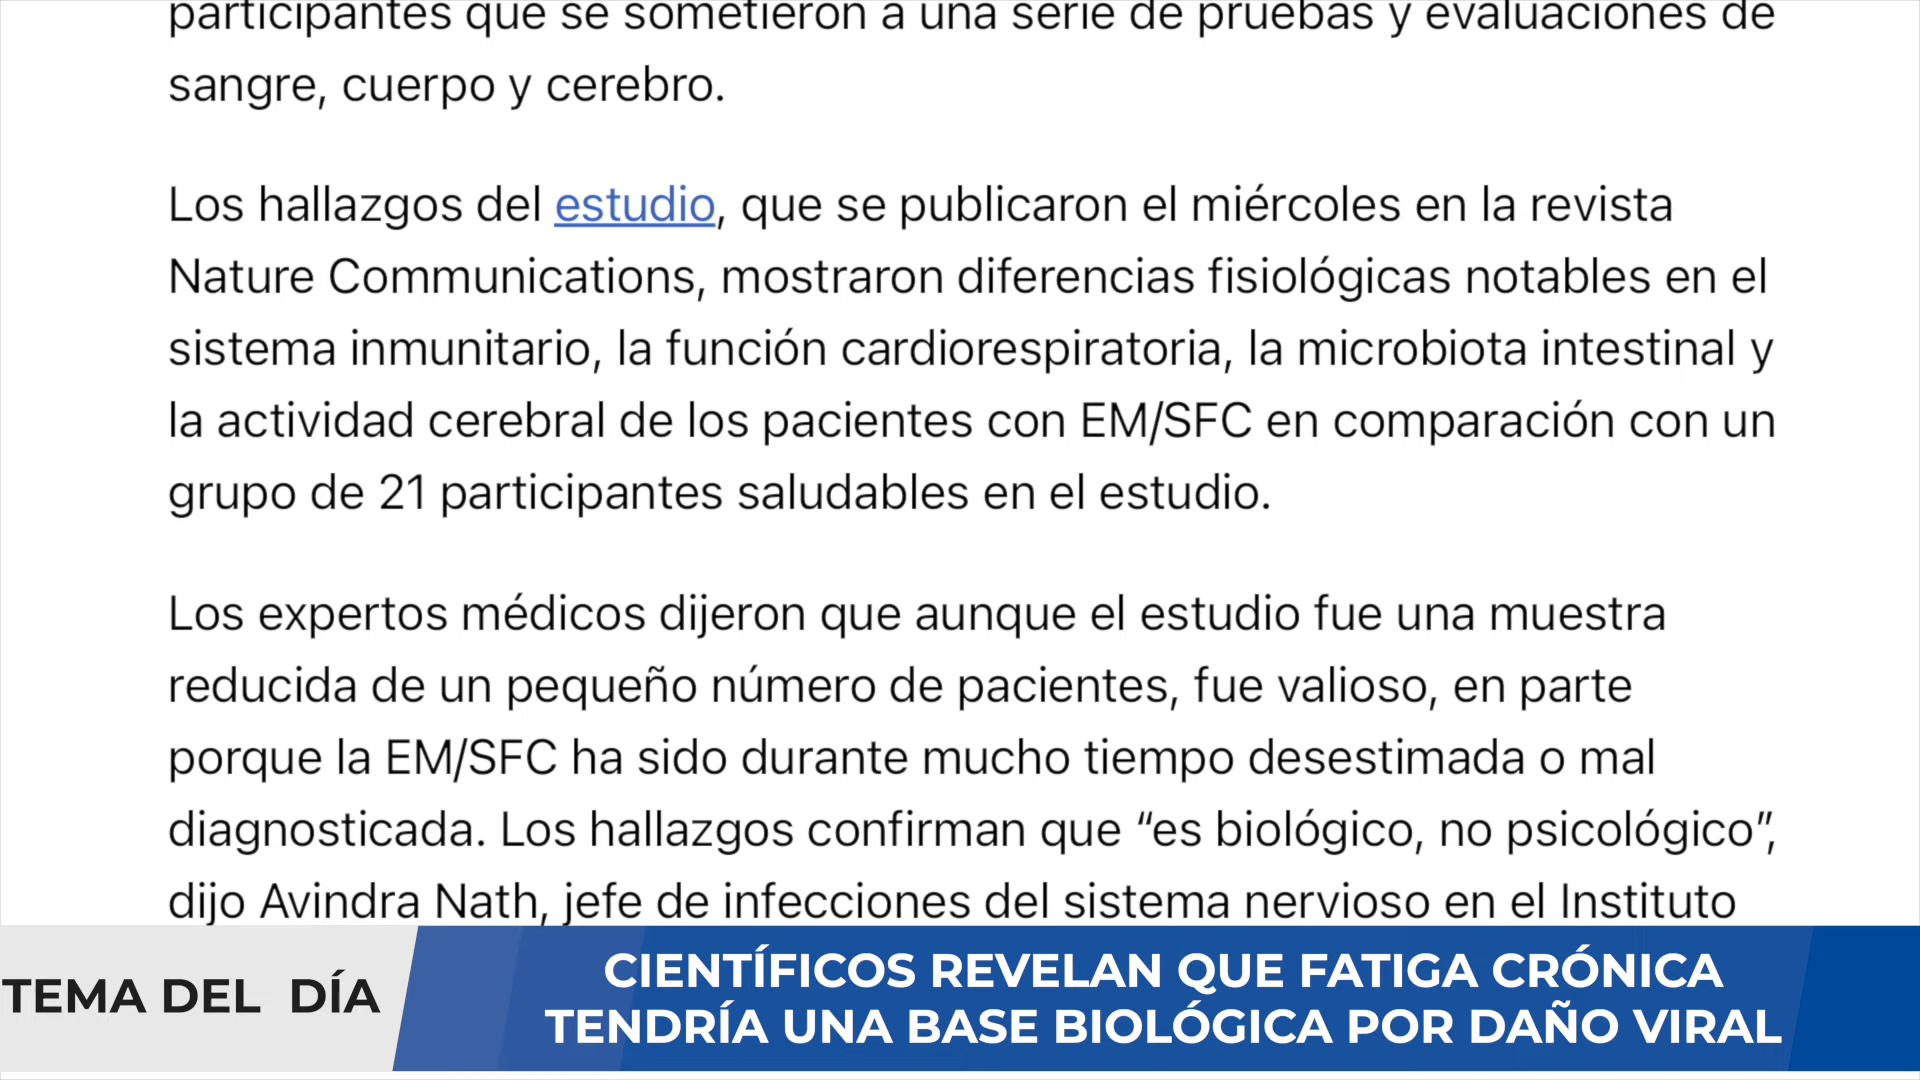 participantes que se sometieron a una serie de pruebas y evaluaciones de
sangre, cuerpo y cerebro.
Los hallazgos del estudio, que se publicaron el miércoles en la revista
Nature Communications, mostraron diferencias fisiológicas notables en el
sistema inmunitario, la función cardiorespiratoria, la microbiota intestinal y
la actividad cerebral de los pacientes con EM/SFC en comparación con un
grupo de 21 participantes saludables en el estudio.
Los expertos médicos dijeron que aunque el estudio fue una muestra
reducida de un pequeño número de pacientes, fue valioso, en parte
porque la EM/SFC ha sido durante mucho tiempo desestimada o mal
diagnosticada. Los hallazgos confirman que “es biológico, no psicológico”,
dijo Avindra Nath, jefe de infecciones del sistema nervioso en el Instituto
TEMA DEL DÍA
CIENTÍFICOS REVELAN QUE FATIGA CRÓNICA
TENDRÍA UNA BASE BIOLÓGICA POR DAÑO VIRAL